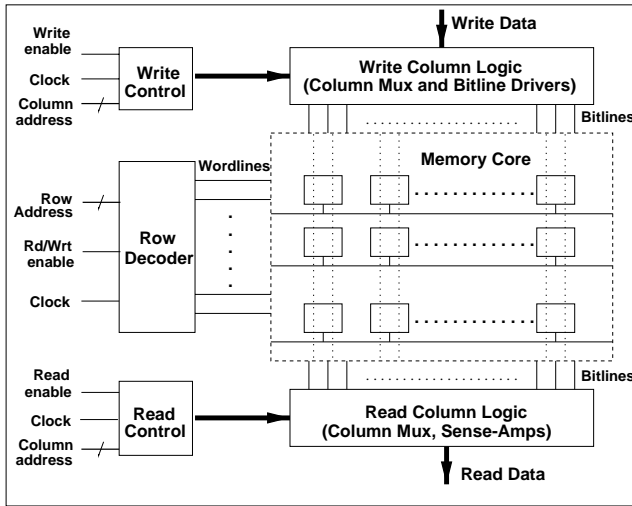 Write Data
Write
enable
Clock
Column
address
Write
Control
Write Column Logic
(Column Mux and Bitline Drivers)
Bitlines
Wordlines
Memory Core
Row
Address
Rd/Wrt
enable
Clock
Row
Decoder
Read
enable
Clock
Column
address
Read
Control
Bitlines
Read Column Logic
(Column Mux, Sense-Amps)
Read Data